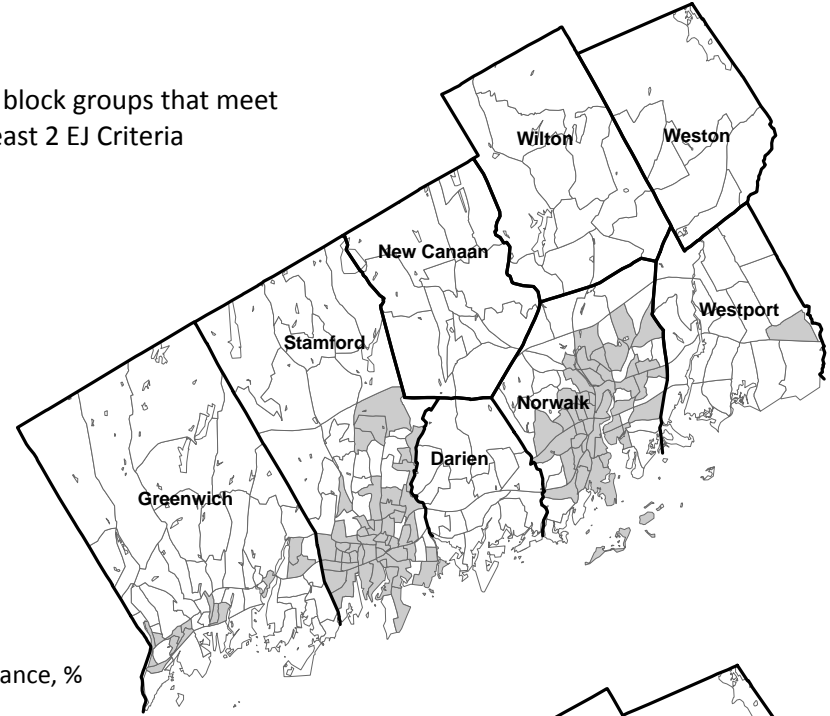 block groups that meet
east 2 EJ Criteria
Wilton
Weston
New Canaan
Westport
Stamford
Norwalk
Darien
Greenwich
ance, %